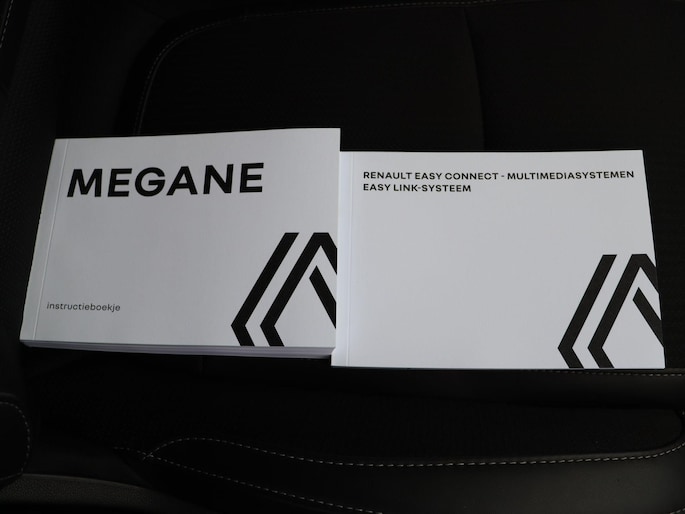 MEGANE
instructieboekje
RENAULT EASY CONNECT - MULTIMEDIASYSTEMEN
EASY LINK-SYSTEEM